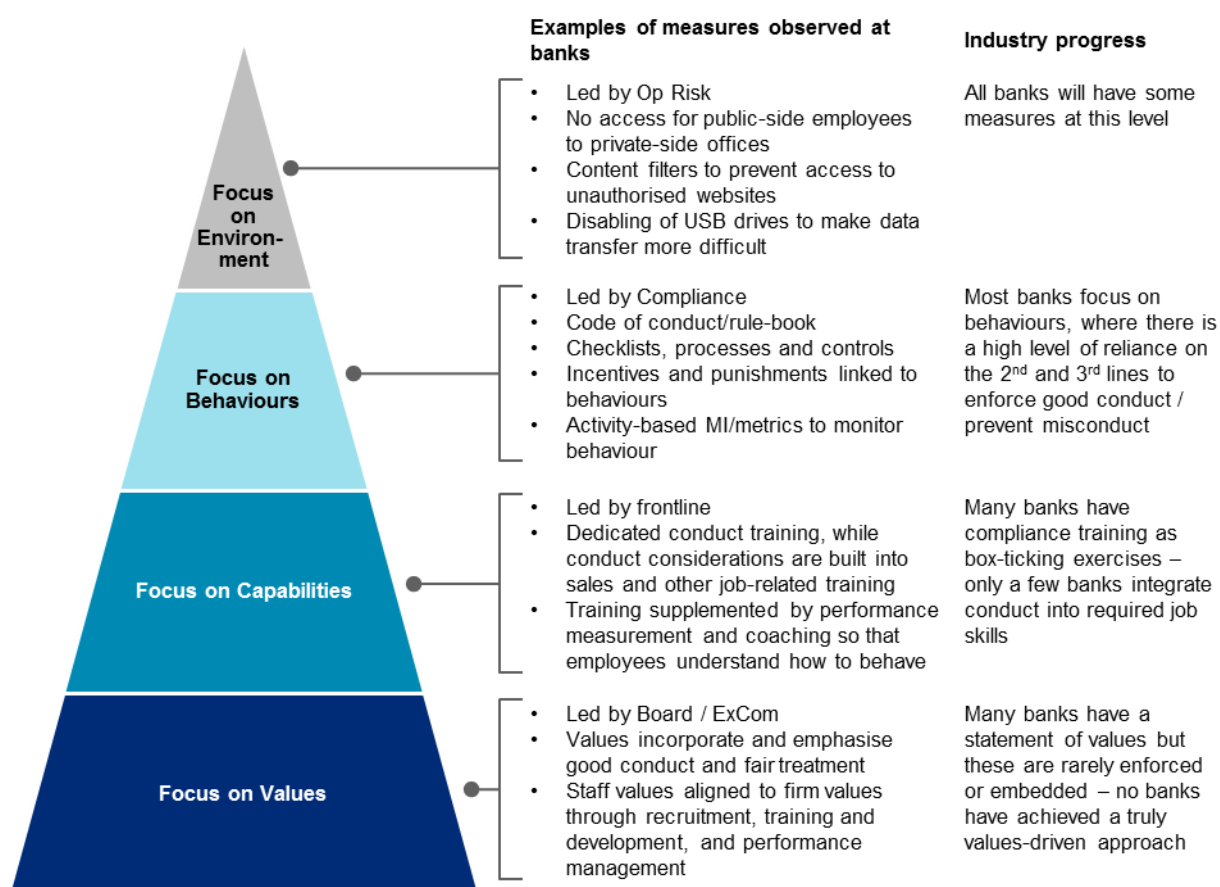 Examples of measures observed at
banks
Industry progress
Focus
on
Environ-
ment
• Led by Op Risk
• No access for public-side employees
to private-side offices
• Content filters to prevent access to
unauthorised websites
• Disabling of USB drives to make data
transfer more difficult
All banks will have some
measures at this level
Focus on
Behaviours
• Led by Compliance
• Code of conduct/rule-book
• Checklists, processes and controls
• Incentives and punishments linked to
behaviours
• Activity-based MI/metrics to monitor
behaviour
Most banks focus on
behaviours, where there is
a high level of reliance on
the 2nd and 3rd lines to
enforce good conduct /
prevent misconduct
Focus on Capabilities
• Led by frontline
• Dedicated conduct training, while
conduct considerations are built into
sales and other job-related training
• Training supplemented by performance
measurement and coaching so that
employees understand how to behave
Many banks have
compliance training as
box-ticking exercises –
only a few banks integrate
conduct into required job
skills
Focus on Values
• Led by Board / ExCom
• Values incorporate and emphasise
good conduct and fair treatment
• Staff values aligned to firm values
through recruitment, training and
development, and performance
management
Many banks have a
statement of values but
these are rarely enforced
or embedded – no banks
have achieved a truly
values-driven approach